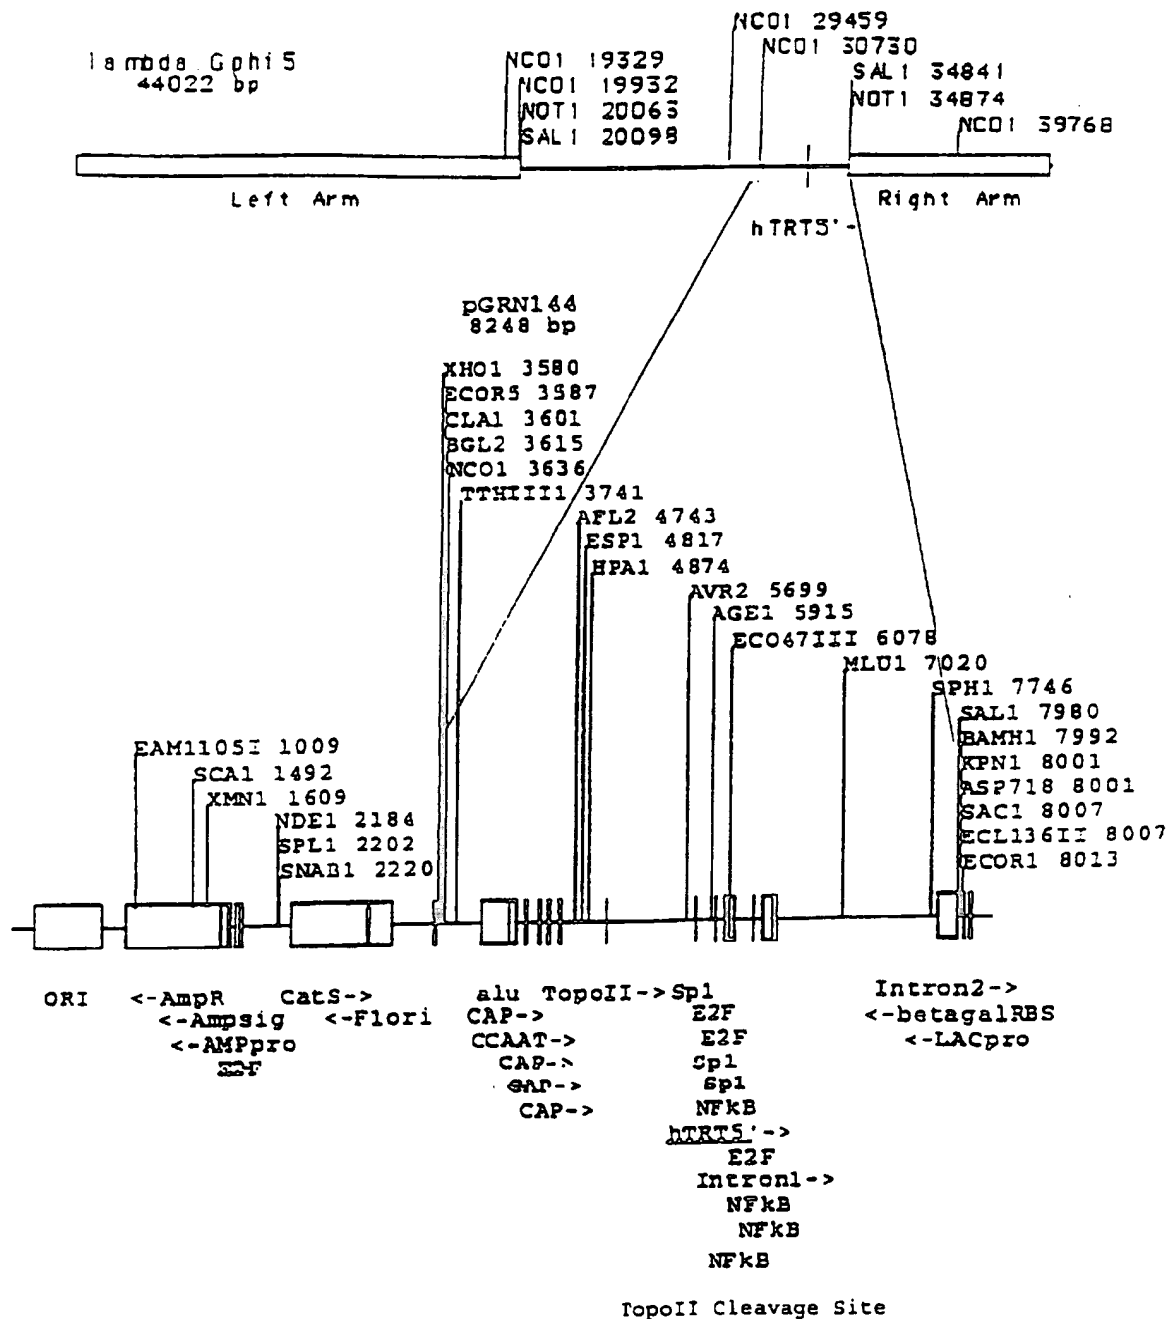 lambda Gphi5
44022 bp
NCO1 19329
NCO1 19932
NOT1 20063
SAL1 20098
NCO1 29459
NCO1 30730
SAL1 34841
NOT1 34874
NCO1 39768
Left Arm
Right Arm
hTRT5'-
pGRN144
8248 bp
XHO1 3580
ECOR5 3587
CLA1 3601
BGL2 3615
NCO1 3636
TTHIII1 3741
AFL2 4743
ESP1 4817
HPA1 4874
AVR2 5699
AGE1 5915
ECO47III 6078
MLU1 7020
SPH1 7746
SAL1 7980
BAMH1 7992
KPN1 8001
ASP718 8001
SAC1 8007
ECL136II 8007
ECOR1 8013
EAM1105I 1009
SCA1 1492
XMN1 1609
NDE1 2184
SPL1 2202
SNAB1 2220
ORI
<-AmpR
<-Ampsig
<-AMPpro
E2F
CatS->
<-F1ori
alu TopoII->
CAP->
CCAAT->
CAP->
CAP->
CAP->
Sp1
E2F
E2F
Sp1
Sp1
NFkB
hTRT5'->
E2F
Intron1->
NFkB
NFkB
NFkB
Intron2->
<-betagalRBS
<-LACpro
TopoII Cleavage Site